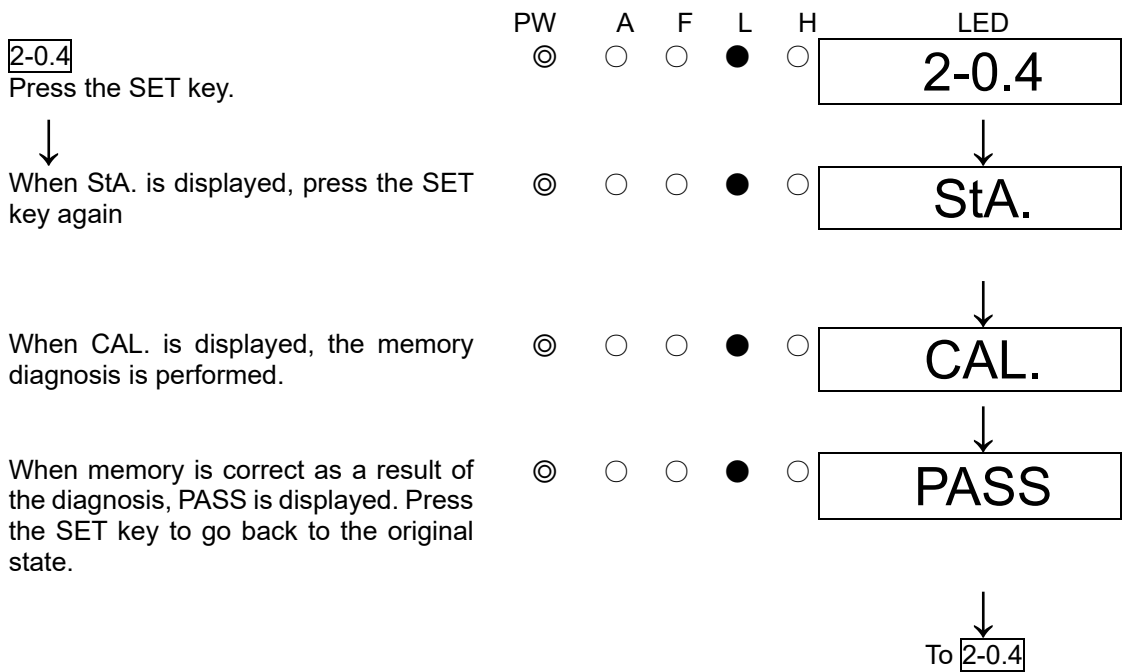 PW A F L H LED
2-0.4 ◎ ○ ○ ● ○ 2-0.4
Press the SET key.
↓ ↓
When StA. is displayed, press the SET ◎ ○ ○ ● ○ StA.
key again
↓
When CAL. is displayed, the memory ◎ ○ ○ ● ○ CAL.
diagnosis is performed.
↓
When memory is correct as a result of ◎ ○ ○ ● ○ PASS
the diagnosis, PASS is displayed. Press
the SET key to go back to the original
state.
↓
To 2-0.4